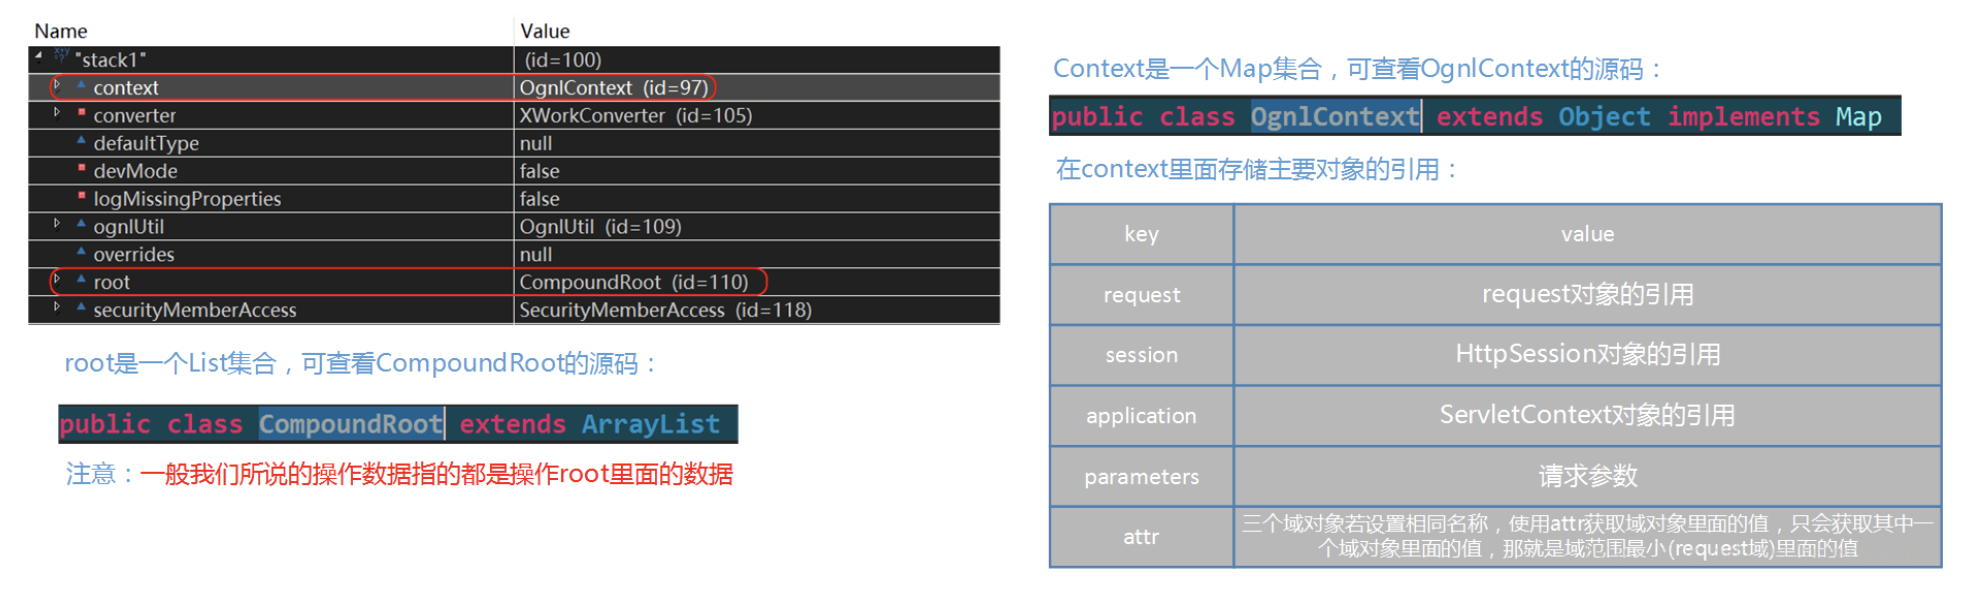 Name Value
"stack1" (id=100)
context OgnlContext (id=97)
converter XWorkConverter (id=105)
defaultType null
devMode false
logMissingProperties false
ognlUtil OgnlUtil (id=109)
overrides null
root CompoundRoot (id=110)
securityMemberAccess SecurityMemberAccess (id=118)
root是一个List集合，可查看CompoundRoot的源码：
public class CompoundRoot extends ArrayList
注意：一般我们所说的操作数据指的都是操作root里面的数据
Context是一个Map集合，可查看OgnlContext的源码：
public class OgnlContext extends Object implements Map
在context里面存储主要对象的引用：
key value
request request对象的引用
session HttpSession对象的引用
application ServletContext对象的引用
parameters 请求参数
attr 三个域对象若设置相同名称，使用attr获取域对象里面的值，只会获取其中一
个域对象里面的值，那就是域范围最小(request域)里面的值